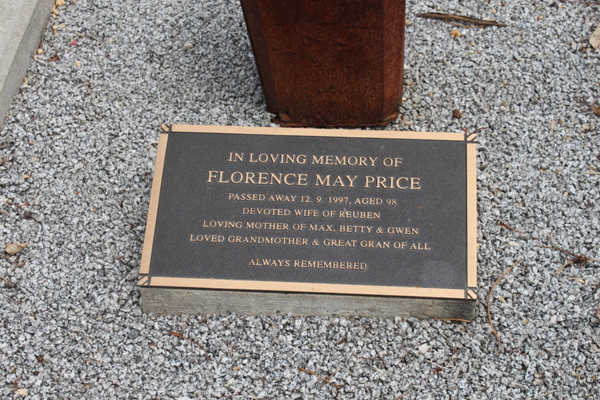 IN LOVING MEMORY OF
FLORENCE MAY PRICE
PASSED AWAY 12. 9. 1997, AGED 98
DEVOTED WIFE OF REUBEN
LOVING MOTHER OF MAX, BETTY & GWEN
LOVED GRANDMOTHER & GREAT GRAN OF ALL
ALWAYS REMEMBERED